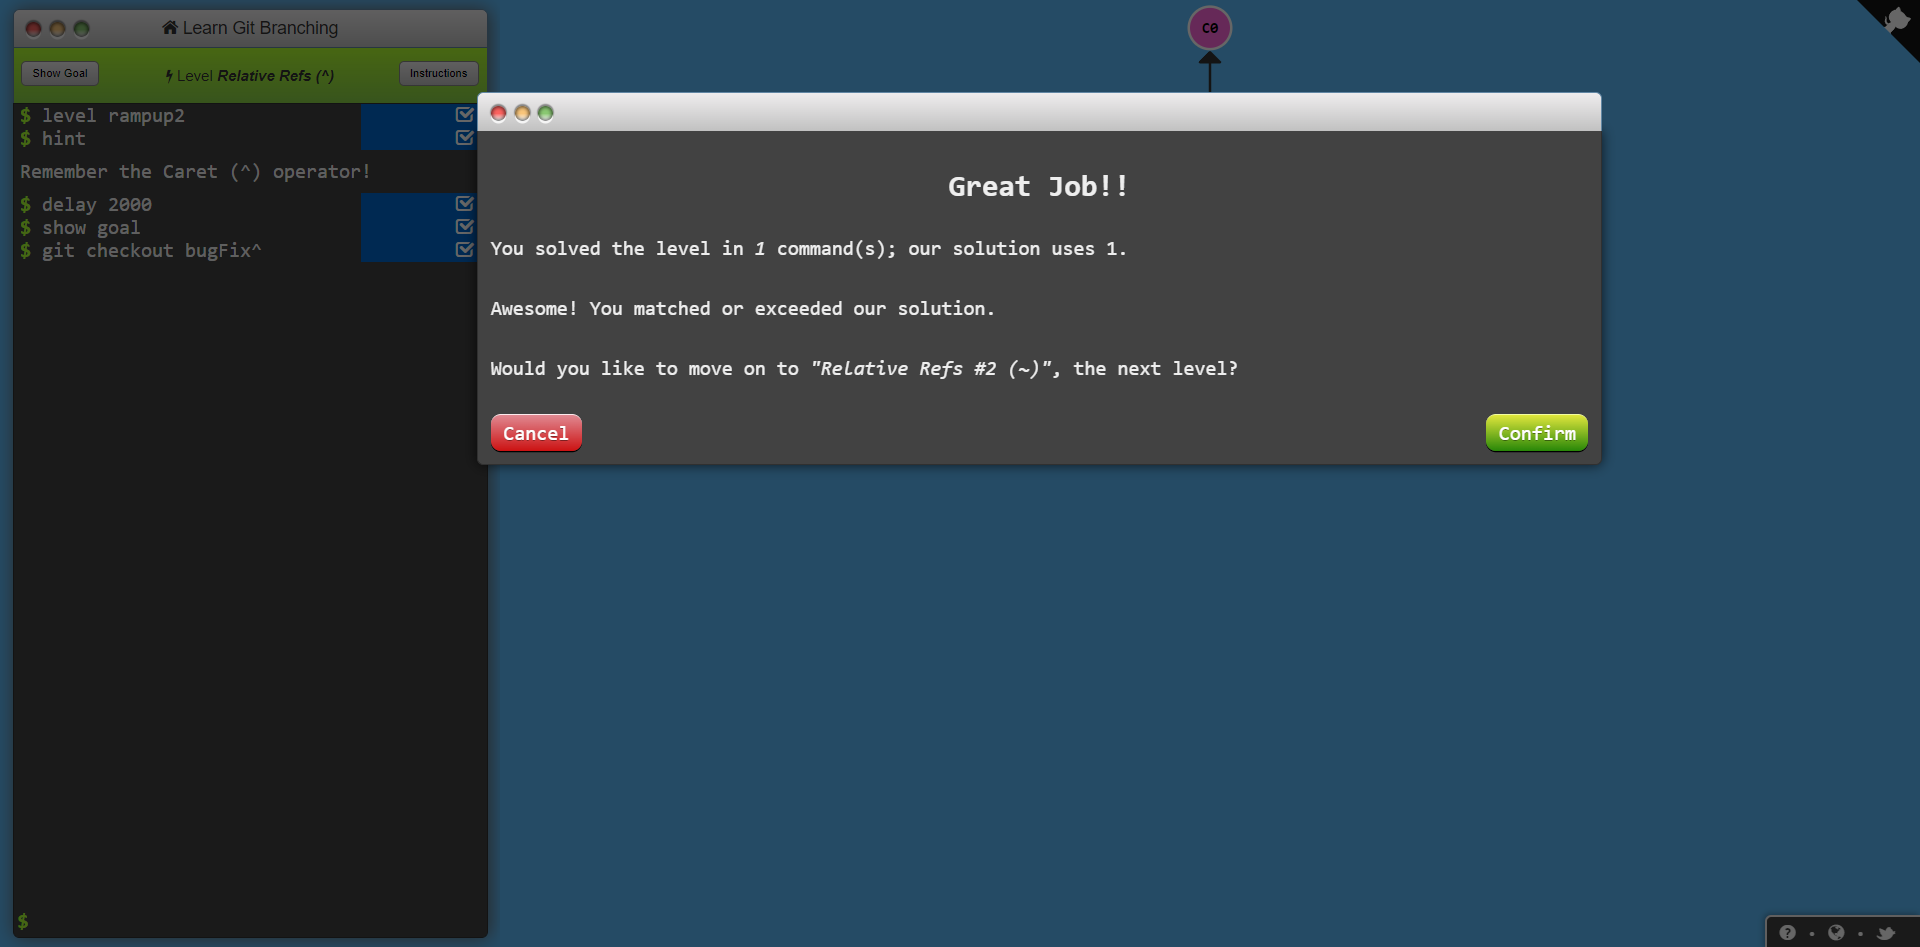 Learn Git Branching
Show Goal
Level Relative Refs (^)
Instructions
$ level rampup2
$ hint
Remember the Caret (^) operator!
$ delay 2000
$ show goal
$ git checkout bugFix^
$
C0
Great Job!!
You solved the level in 1 command(s); our solution uses 1.
Awesome! You matched or exceeded our solution.
Would you like to move on to "Relative Refs #2 (~)", the next level?
Cancel
Confirm